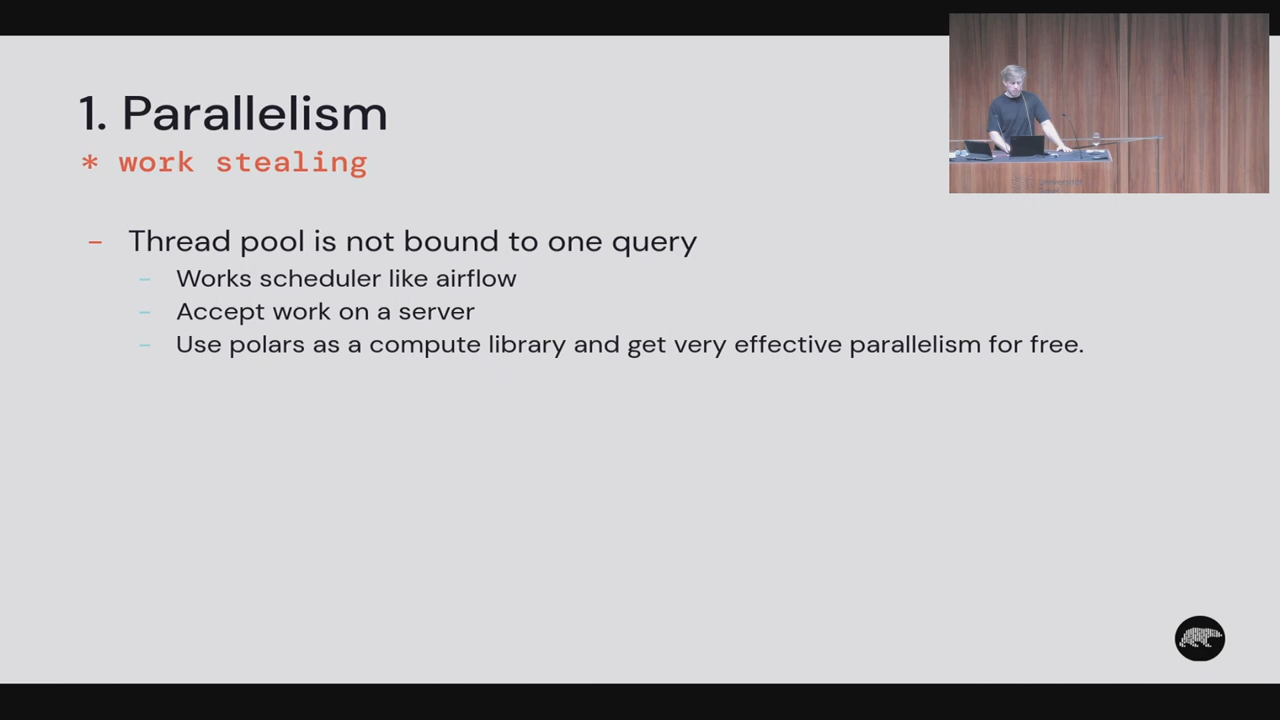 1. Parallelism
* work stealing
- Thread pool is not bound to one query
- Works scheduler like airflow
- Accept work on a server
- Use polars as a compute library and get very effective parallelism for free.